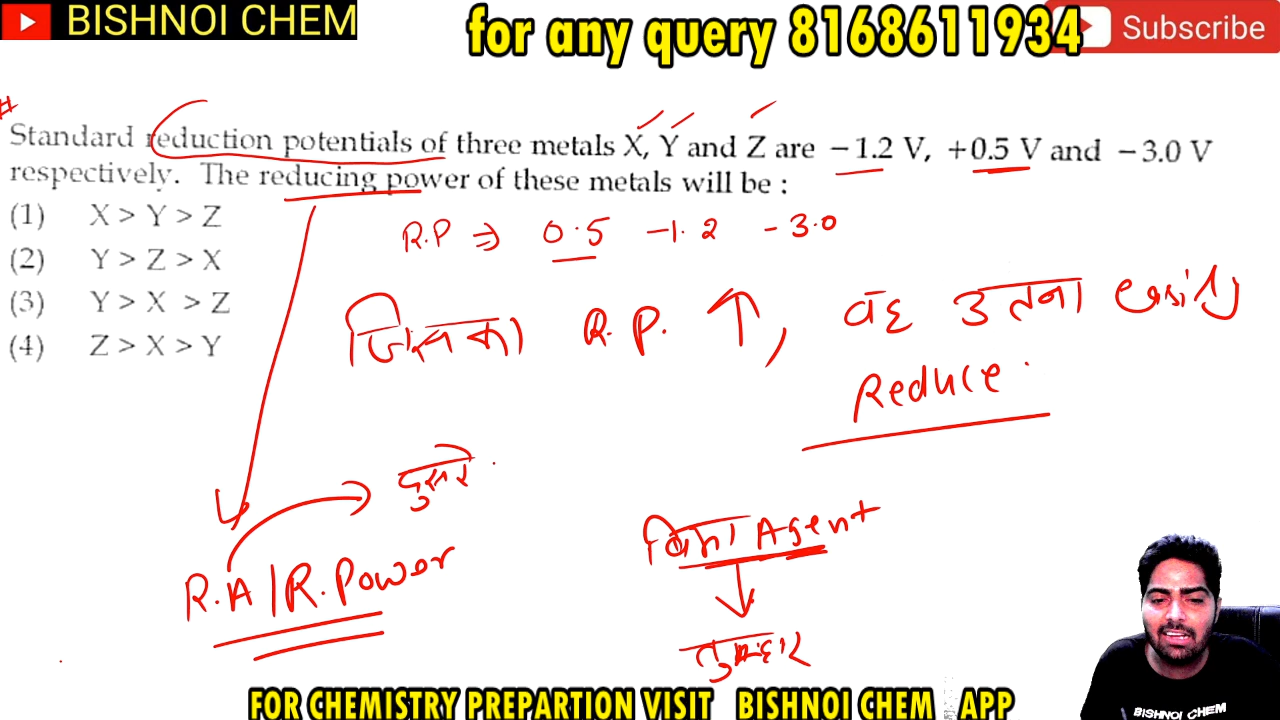 BISHNOI CHEM
for any query 8168611934
Subscribe
Standard reduction potentials of three metals X, Y and Z are −1.2 V, +0.5 V and −3.0 V
respectively. The reducing power of these metals will be :
(1) X > Y > Z
(2) Y > Z > X
(3) Y > X > Z
(4) Z > X > Y
R.P ⇒ 0.5 -1.2 -3.0
जिसका R.P. ↑, वह उतना easily
Reduce.
दुसरे
बिना Agent
R.A / R.Power
BISHNOI CHEM
FOR CHEMISTRY PREPARTION VISIT BISHNOI CHEM APP